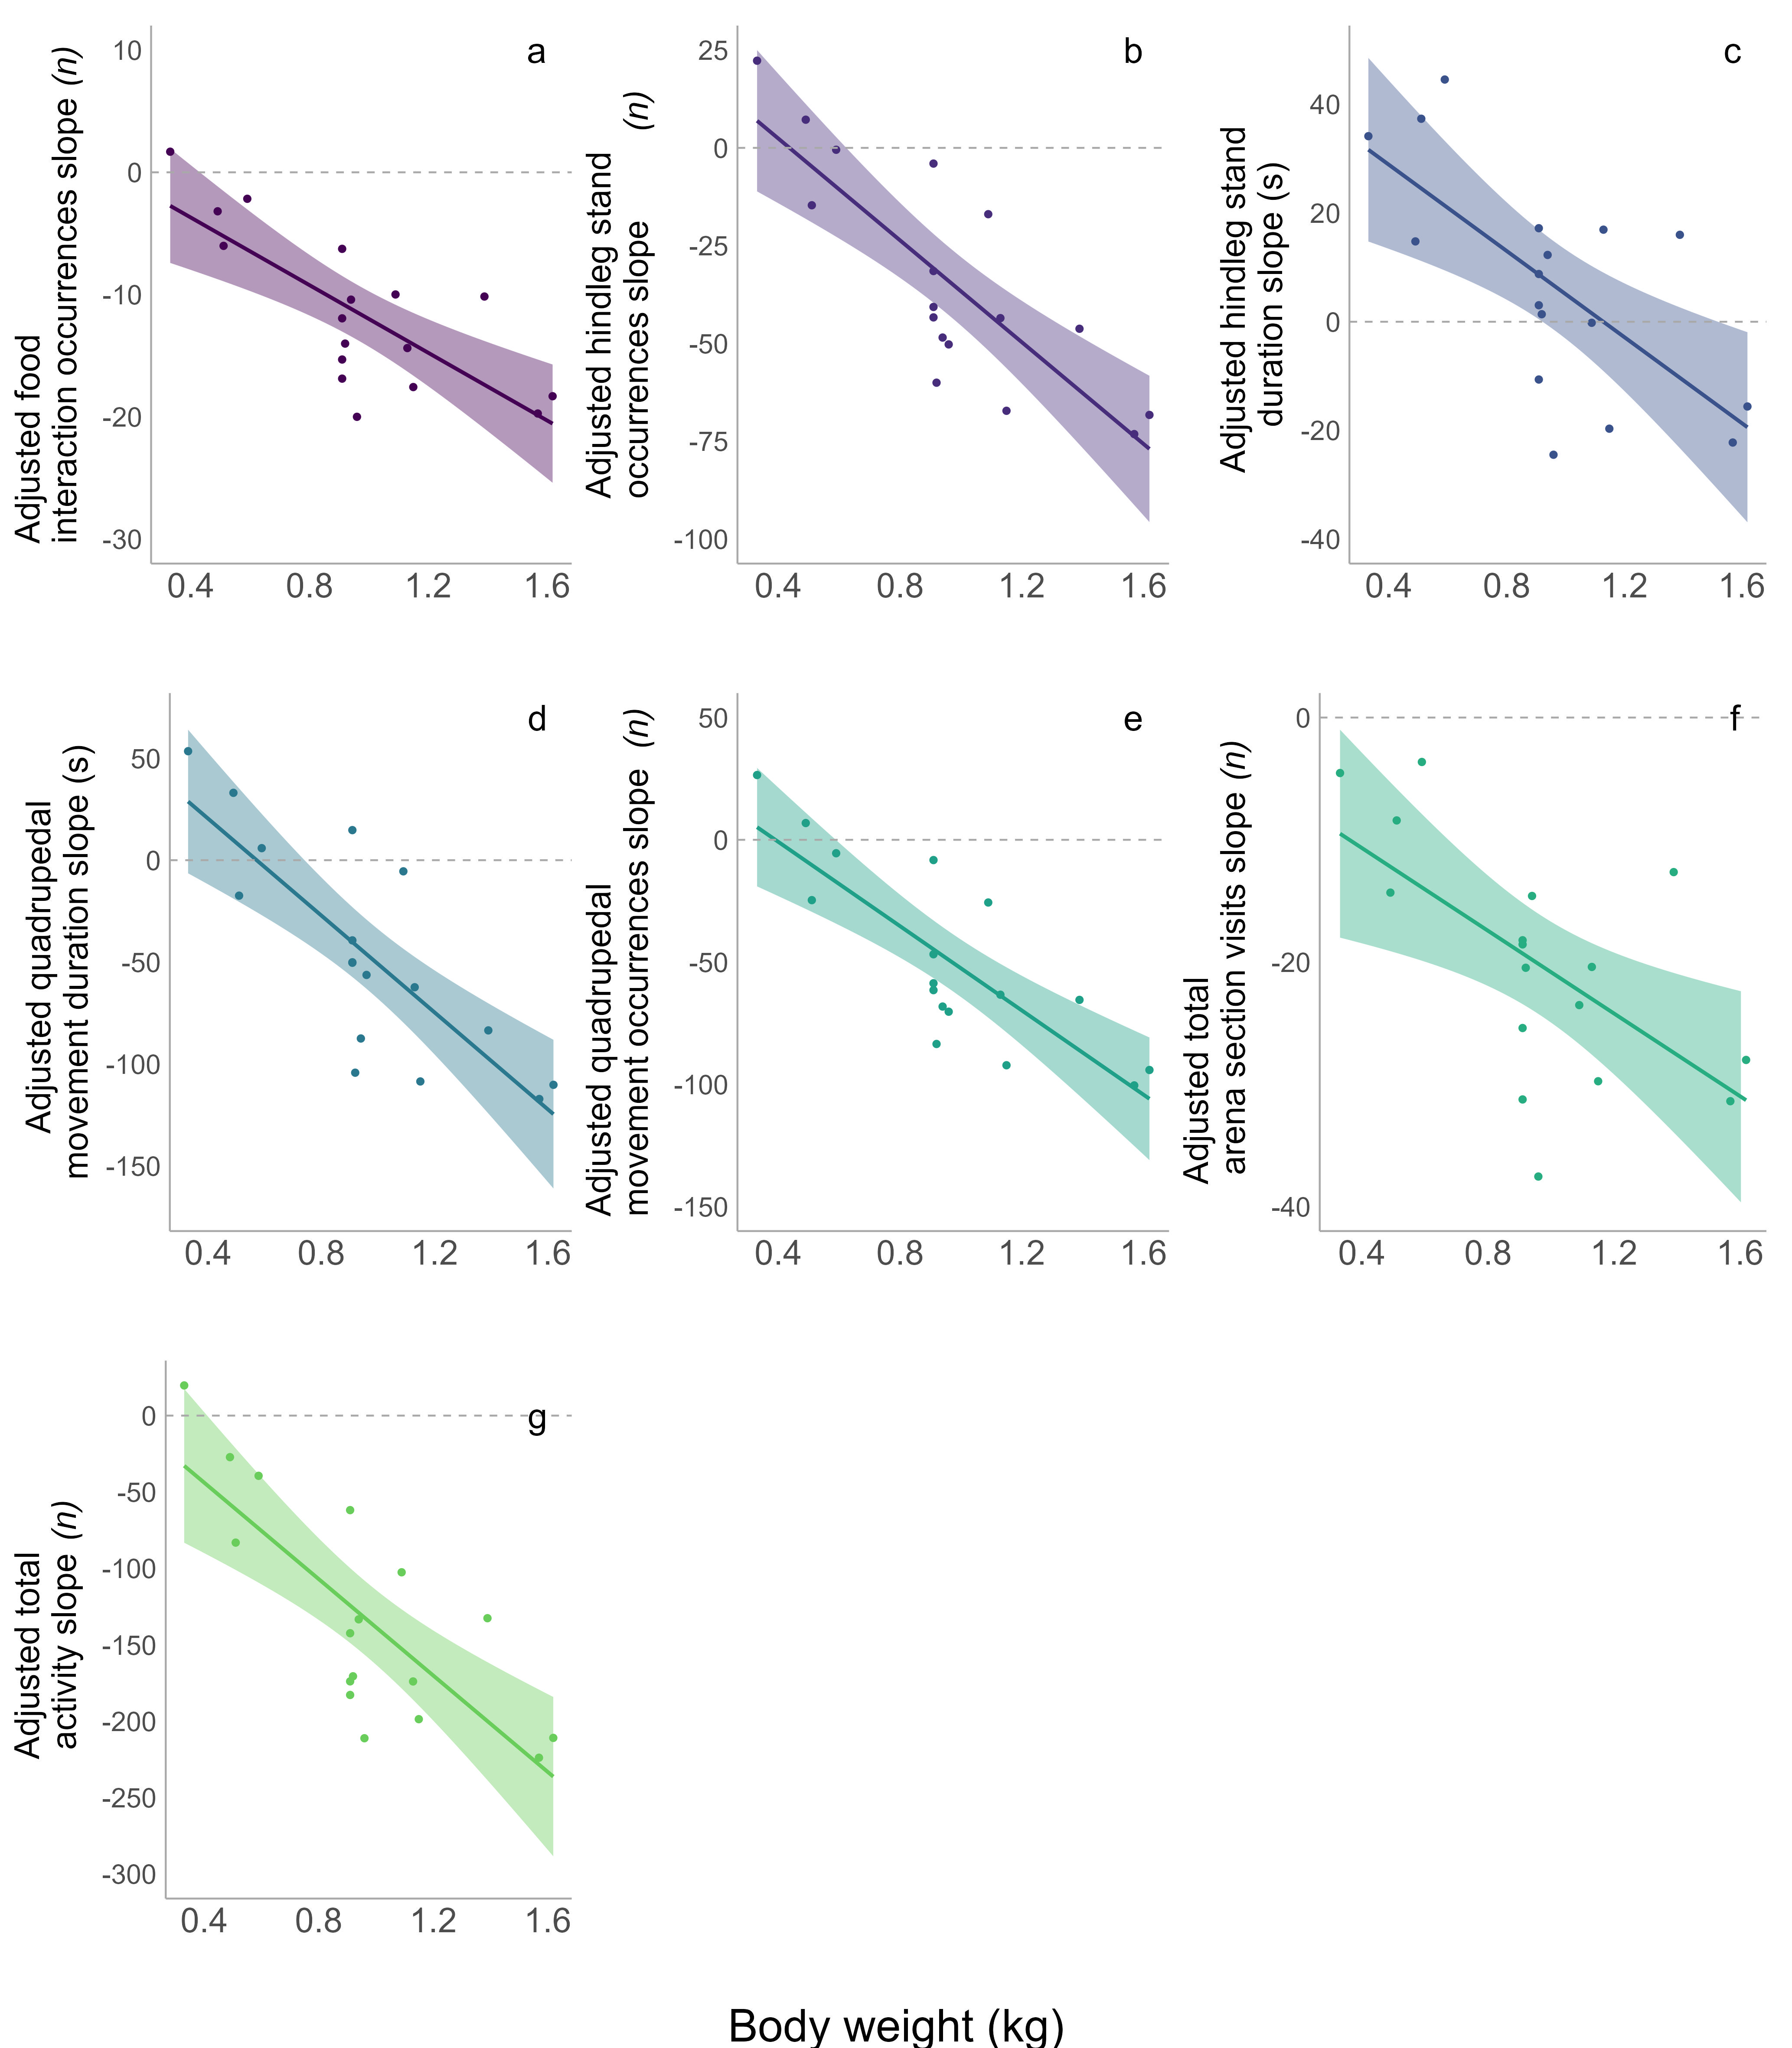 Adjusted food
interaction occurrences slope (n)
10
0
-10
-20
-30
a
0.4 0.8 1.2 1.6
Adjusted hindleg stand
occurrences slope (n)
25
0
-25
-50
-75
-100
b
0.4 0.8 1.2 1.6
Adjusted hindleg stand
duration slope (s)
40
20
0
-20
-40
c
0.4 0.8 1.2 1.6
Adjusted quadrupedal
movement duration slope (s)
50
0
-50
-100
-150
d
0.4 0.8 1.2 1.6
Adjusted quadrupedal
movement occurrences slope (n)
50
0
-50
-100
-150
e
0.4 0.8 1.2 1.6
Adjusted total
arena section visits slope (n)
0
-20
-40
f
0.4 0.8 1.2 1.6
Adjusted total
activity slope (n)
0
-50
-100
-150
-200
-250
-300
g
0.4 0.8 1.2 1.6
Body weight (kg)